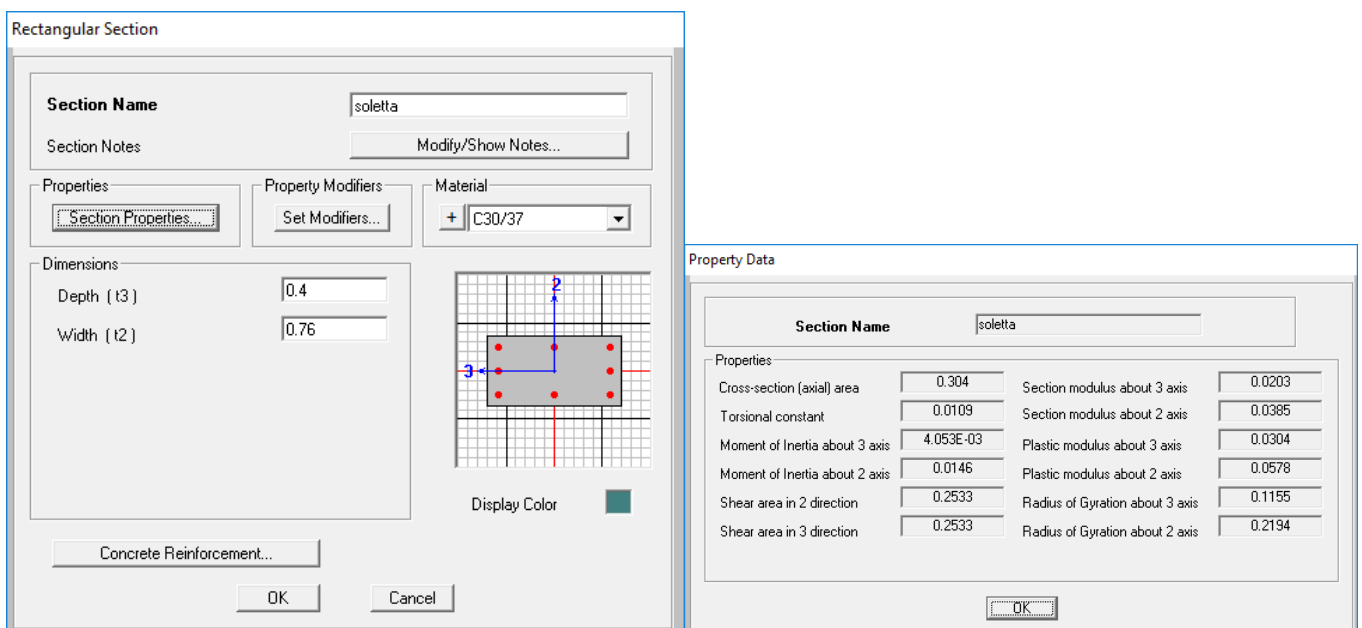 Rectangular Section
Section Name soletta
Section Notes Modify/Show Notes...
Properties Property Modifiers Material
Section Properties... Set Modifiers... + C30/37
Dimensions
Depth ( t3 ) 0.4
Width ( t2 ) 0.76
2
3
Display Color
Concrete Reinforcement...
OK Cancel
Property Data
Section Name soletta
Properties
Cross-section (axial) area 0.304 Section modulus about 3 axis 0.0203
Torsional constant 0.0109 Section modulus about 2 axis 0.0385
Moment of Inertia about 3 axis 4.053E-03 Plastic modulus about 3 axis 0.0304
Moment of Inertia about 2 axis 0.0146 Plastic modulus about 2 axis 0.0578
Shear area in 2 direction 0.2533 Radius of Gyration about 3 axis 0.1155
Shear area in 3 direction 0.2533 Radius of Gyration about 2 axis 0.2194
OK